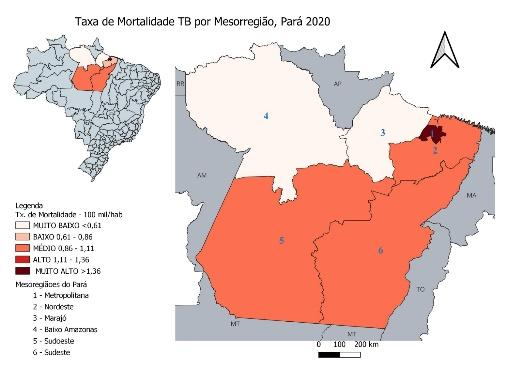 Taxa de Mortalidade TB por Mesorregião, Pará 2020
RR
AP
4
3
2
AM
MA
5
6
TO
MT
MT
Legenda
Tx. de Mortalidade - 100 mil/hab
MUITO BAIXO <0,61
BAIXO 0,61 - 0,86
MÉDIO 0,86 - 1,11
ALTO 1,11 - 1,36
MUITO ALTO >1.36
Mesoregiãoes do Pará
1 - Metropolitana
2 - Nordeste
3 - Marajó
4 - Baixo Amazonas
5 - Sudoeste
6 - Sudeste
0 100 200 km